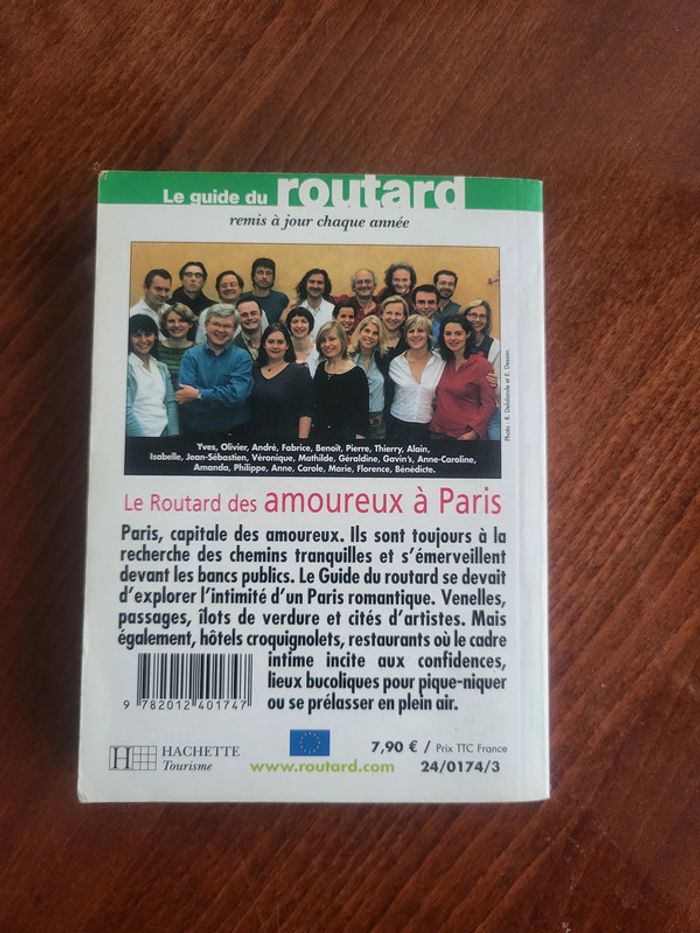 Le guide du routard
remis à jour chaque année
Photo : R. Delalande et E. Dessons
Yves, Olivier, André, Fabrice, Benoît, Pierre, Thierry, Alain,
Isabelle, Jean-Sébastien, Véronique, Mathilde, Géraldine, Gavin's, Anne-Caroline,
Amanda, Philippe, Anne, Carole, Marie, Florence, Bénédicte.
Le Routard des amoureux à Paris
Paris, capitale des amoureux. Ils sont toujours à la
recherche des chemins tranquilles et s'émerveillent
devant les bancs publics. Le Guide du routard se devait
d'explorer l'intimité d'un Paris romantique. Venelles,
passages, îlots de verdure et cités d'artistes. Mais
également, hôtels croquignolets, restaurants où le cadre
intime incite aux confidences,
lieux bucoliques pour pique-niquer
ou se prélasser en plein air.
9 782012 401747
HACHETTE
Tourisme
7,90 € / Prix TTC France
www.routard.com
24/0174/3